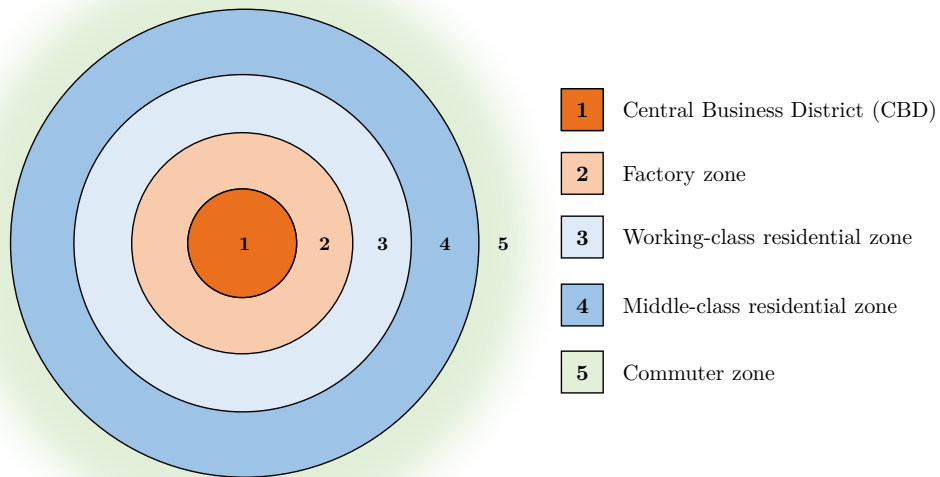 1 2 3 4 5
1 Central Business District (CBD)
2 Factory zone
3 Working-class residential zone
4 Middle-class residential zone
5 Commuter zone